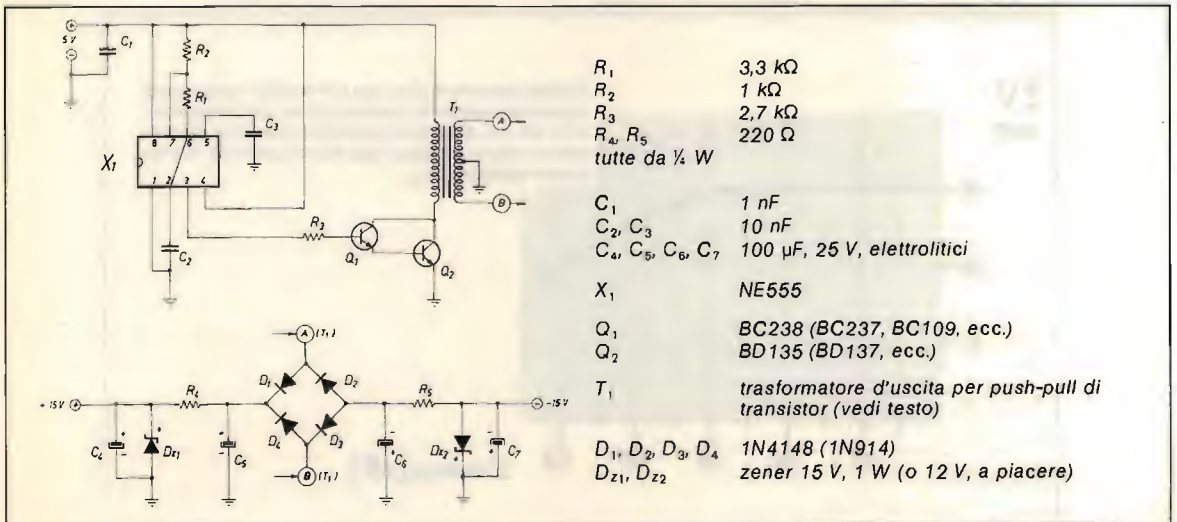 5 V
C1
R2
R1
C3
T1
A
X1
8 7 6 5
1 2 3 4
C2
R3
Q1
Q2
B
A (T1)
+ 15 V
R4
D1
D2
R5
- 15 V
C4
Dz1
C5
D4
D3
C6
Dz2
C7
B (T1)
R1 3,3 kΩ
R2 1 kΩ
R3 2,7 kΩ
R4, R5 220 Ω
tutte da ¼ W
C1 1 nF
C2, C3 10 nF
C4, C5, C6, C7 100 µF, 25 V, elettrolitici
X1 NE555
Q1 BC238 (BC237, BC109, ecc.)
Q2 BD135 (BD137, ecc.)
T1 trasformatore d'uscita per push-pull di
transistor (vedi testo)
D1, D2, D3, D4 1N4148 (1N914)
Dz1, Dz2 zener 15 V, 1 W (o 12 V, a piacere)